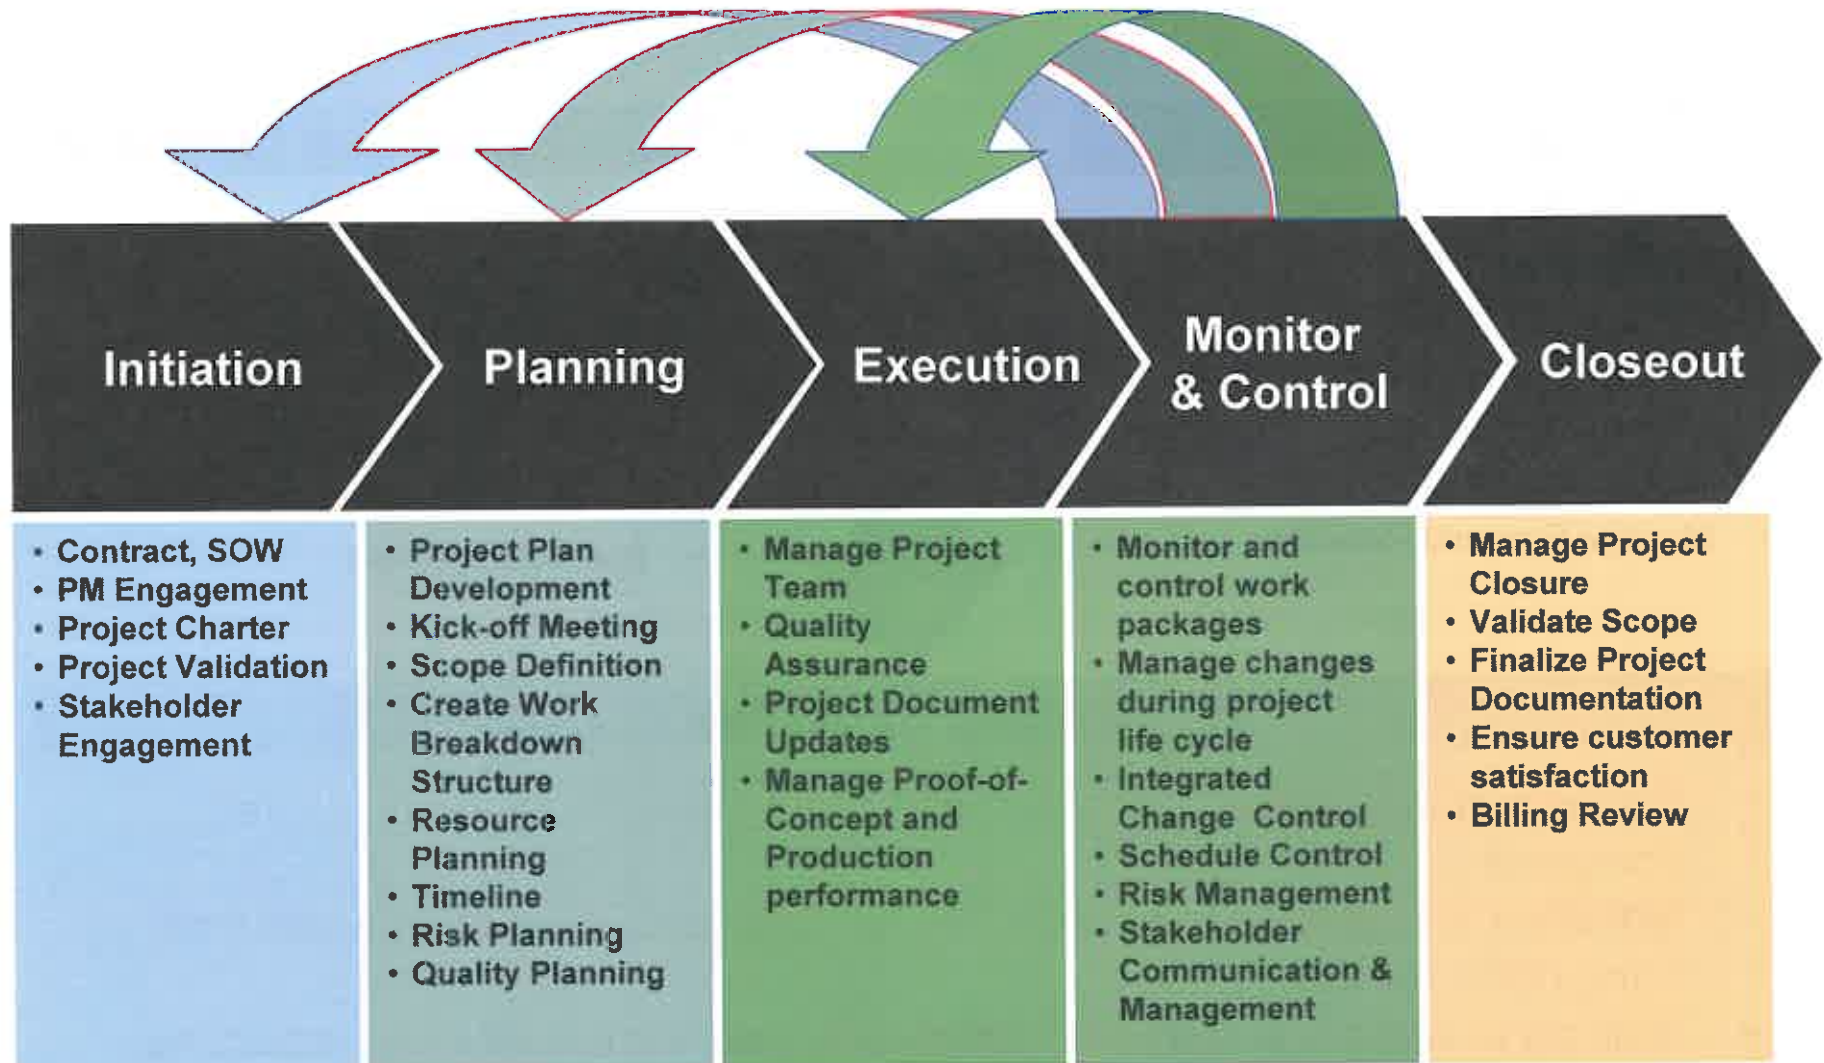 Initiation
Planning
Execution
Monitor
& Control
Closeout
• Contract, SOW
• PM Engagement
• Project Charter
• Project Validation
• Stakeholder
Engagement
• Project Plan
Development
• Kick-off Meeting
• Scope Definition
• Create Work
Breakdown
Structure
• Resource
Planning
• Timeline
• Risk Planning
• Quality Planning
• Manage Project
Team
• Quality
Assurance
• Project Document
Updates
• Manage Proof-of-
Concept and
Production
performance
• Monitor and
control work
packages
• Manage changes
during project
life cycle
• Integrated
Change Control
• Schedule Control
• Risk Management
• Stakeholder
Communication &
Management
• Manage Project
Closure
• Validate Scope
• Finalize Project
Documentation
• Ensure customer
satisfaction
• Billing Review